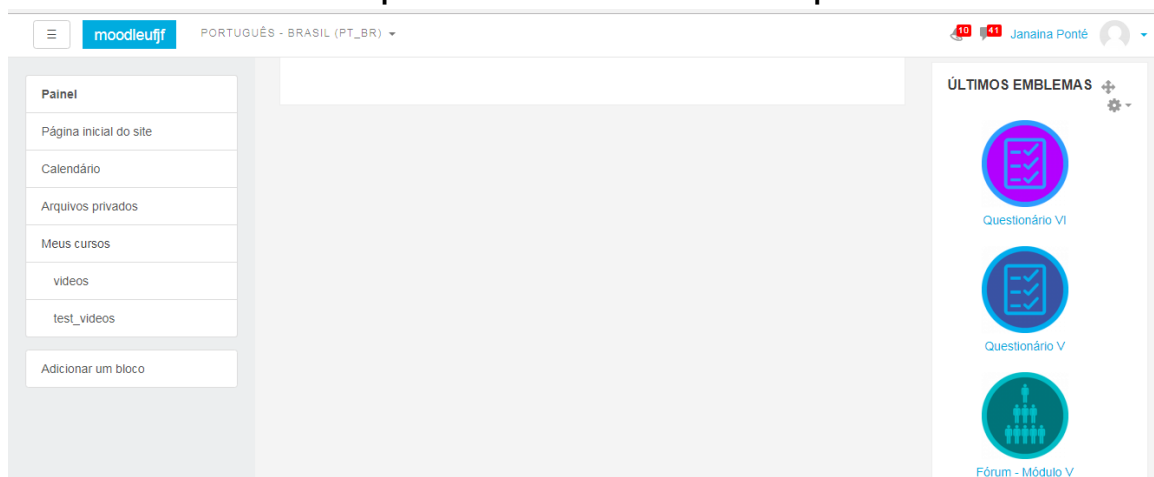 moodleufjf
PORTUGUÊS - BRASIL (PT_BR)
10
41
Janaina Ponté
Painel
Página inicial do site
Calendário
Arquivos privados
Meus cursos
videos
test_videos
Adicionar um bloco
ÚLTIMOS EMBLEMAS
Questionário VI
Questionário V
Fórum - Módulo V